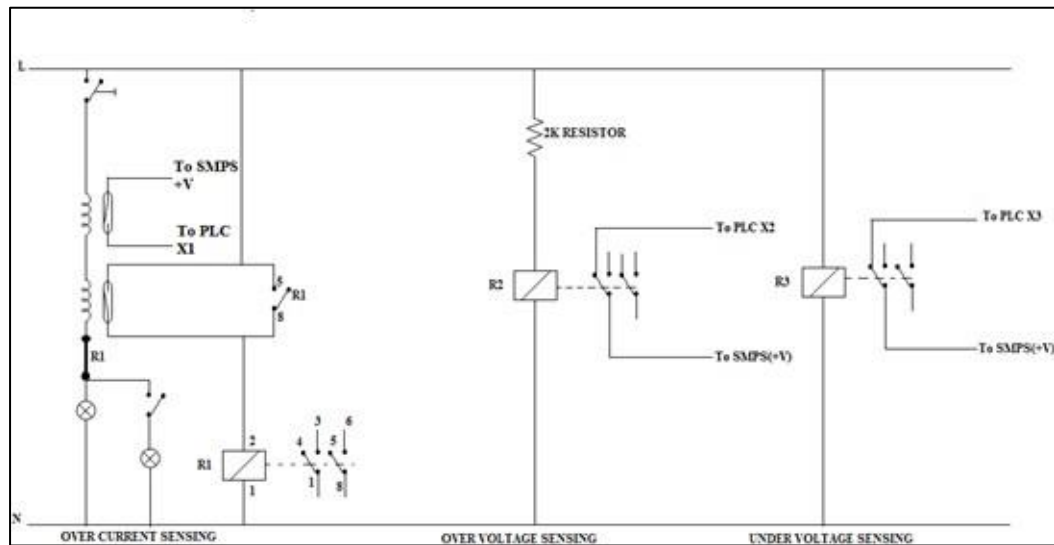 L
2K RESISTOR
To SMPS
+V
To PLC
X1
To PLC X2
To PLC X3
5
R1
8
R2
R3
R1
To SMPS(+V)
To SMPS(+V)
3
6
2
4
5
R1
1
1
8
N
OVER CURRENT SENSING
OVER VOLTAGE SENSING
UNDER VOLTAGE SENSING